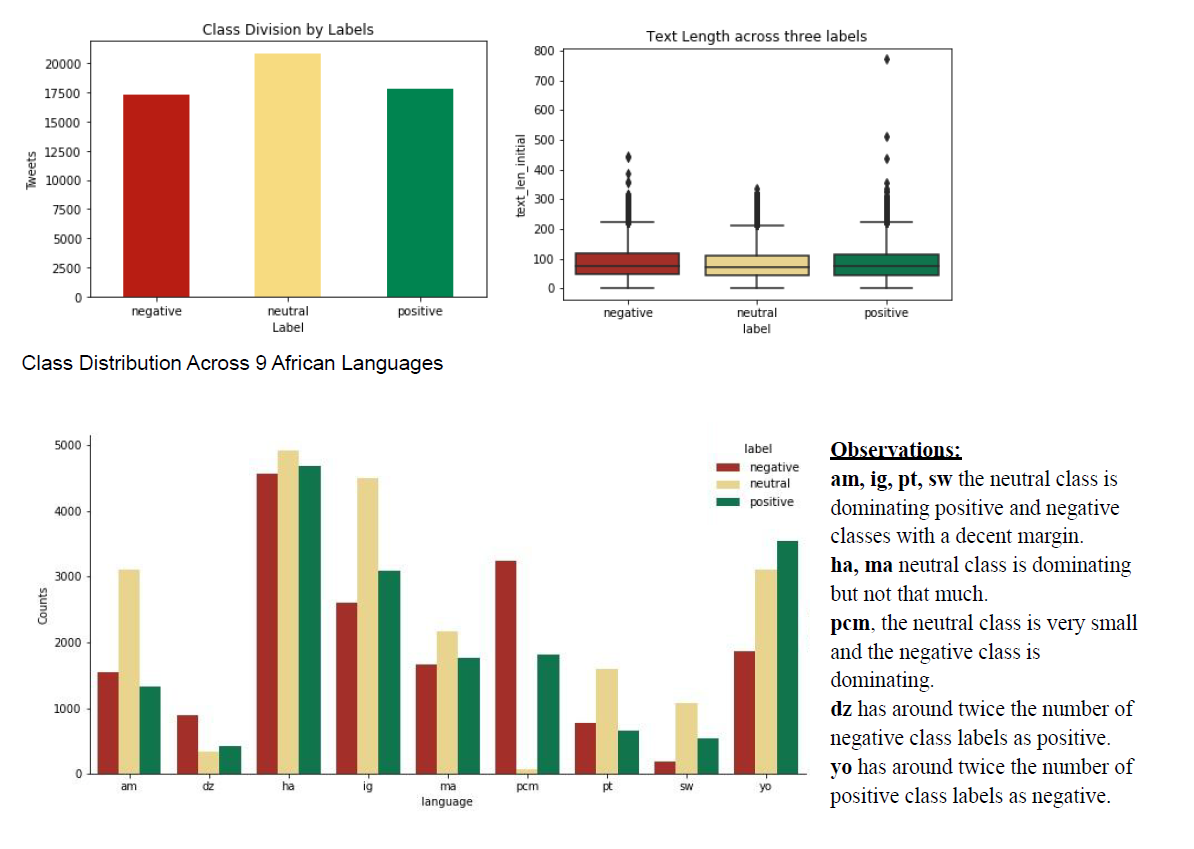 Class Division by Labels
20000
17500
15000
12500
10000
7500
5000
2500
0
Tweets
negative neutral positive
Label
Text Length across three labels
800
700
600
500
400
300
200
100
0
text_len_initial
negative neutral positive
label
Class Distribution Across 9 African Languages
5000
4000
3000
2000
1000
0
Counts
label
negative
neutral
positive
am dz ha ig ma pcm pt sw yo
language
Observations:
am, ig, pt, sw the neutral class is
dominating positive and negative
classes with a decent margin.
ha, ma neutral class is dominating
but not that much.
pcm, the neutral class is very small
and the negative class is
dominating.
dz has around twice the number of
negative class labels as positive.
yo has around twice the number of
positive class labels as negative.